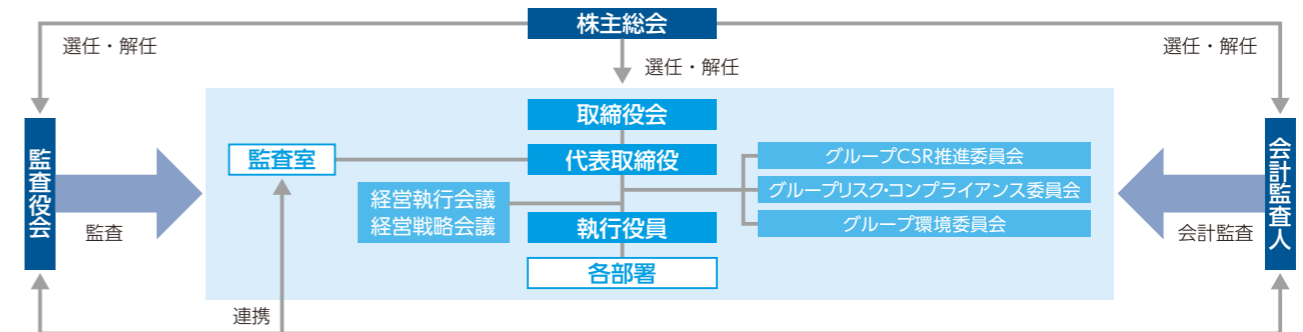 株主総会
選任・解任
選任・解任
選任・解任
取締役会
監査役会
監査室
代表取締役
グループCSR推進委員会
会計監査人
経営執行会議
経営戦略会議
グループリスク・コンプライアンス委員会
監査
執行役員
グループ環境委員会
会計監査
各部署
連携